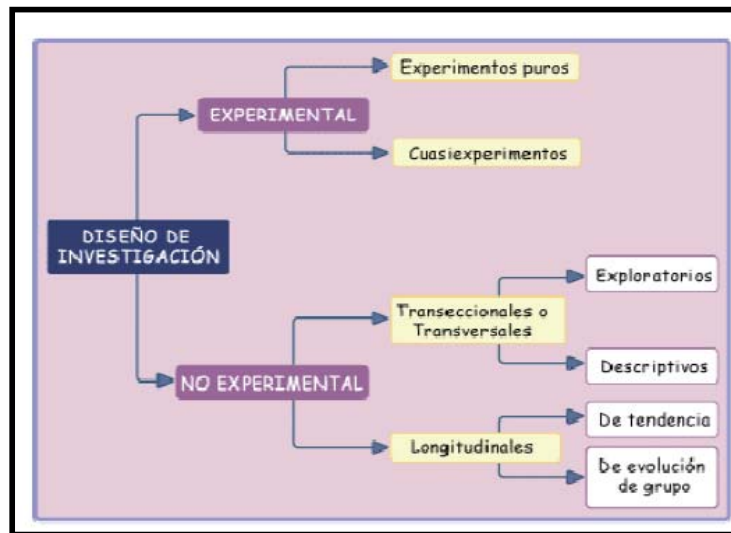 Experimentos puros
EXPERIMENTAL
Cuasiexperimentos
DISEÑO DE
INVESTIGACIÓN
Exploratorios
Transeccionales o
Transversales
Descriptivos
NO EXPERIMENTAL
De tendencia
Longitudinales
De evolución
de grupo